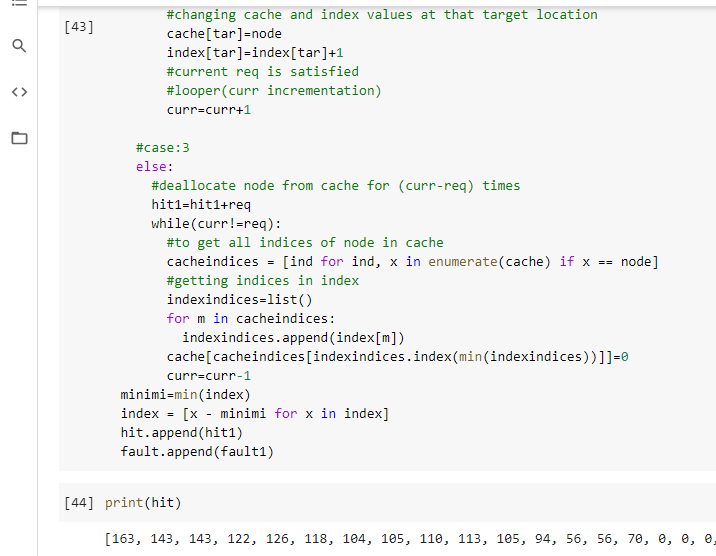 #changing cache and index values at that target location
[43]
cache[tar]=node
index[tar]=index[tar]+1
#current req is satisfied
#looper(curr incrementation)
curr=curr+1
#case:3
else:
#deallocate node from cache for (curr-req) times
hit1=hit1+req
while(curr!=req):
#to get all indices of node in cache
cacheindices = [ind for ind, x in enumerate(cache) if x == node]
#getting indices in index
indexindices=list()
for m in cacheindices:
indexindices.append(index[m])
cache[cacheindices[indexindices.index(min(indexindices))]]=0
curr=curr-1
minimi=min(index)
index = [x - minimi for x in index]
hit.append(hit1)
fault.append(fault1)
[44] print(hit)
[163, 143, 143, 122, 126, 118, 104, 105, 110, 113, 105, 94, 56, 56, 70, 0, 0, 0,